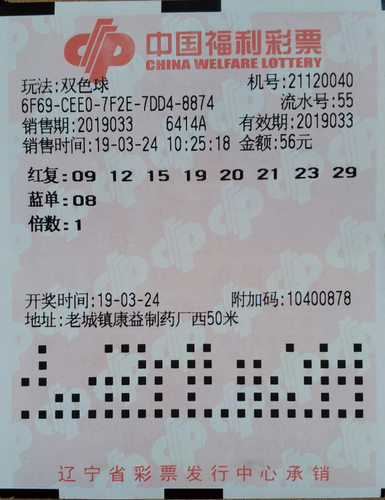 中国福利彩票
CHINA WELFARE LOTTERY
玩法:双色球 机号:21120040
6F69-CEE0-7F2E-7DD4-8874 流水号:55
销售期:2019033 6414A 有效期:2019033
销售时间:19-03-24 10:25:18 金额:56元
红复:09 12 15 19 20 21 23 29
蓝单:08
倍数:1
开奖时间:19-03-24 附加码:10400878
地址:老城镇康益制药厂西50米
辽宁省彩票发行中心承销